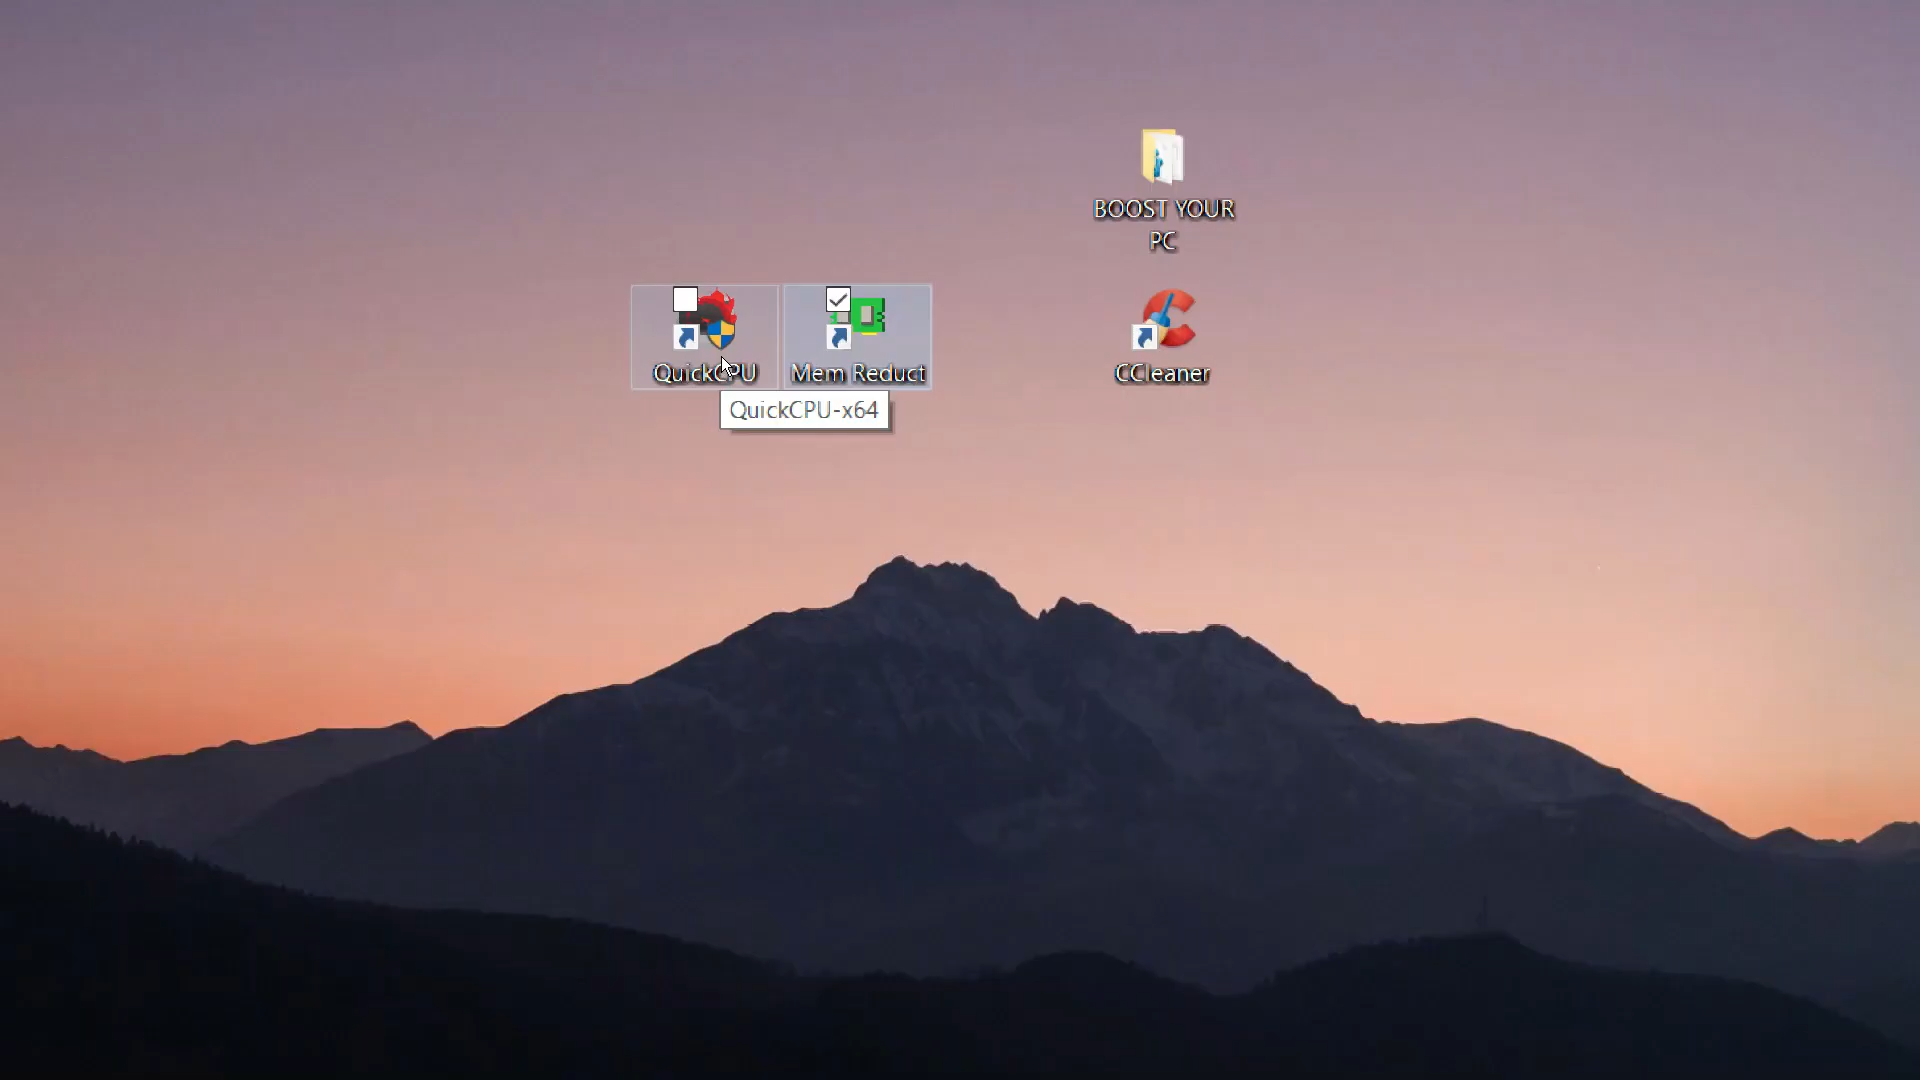 BOOST YOUR
PC
QuickCPU
Mem Reduct
CCleaner
QuickCPU-x64